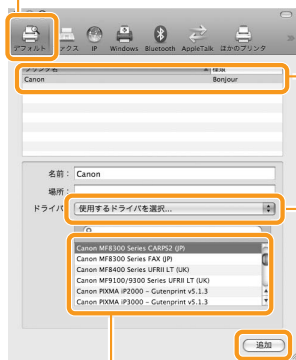 デフォルト ファクス IP Windows Bluetooth AppleTalk ほかのプリンタ
プリンタ名 種類
Canon Bonjour
名前: Canon
場所:
ドライバ: 使用するドライバを選択...
Canon MF8300 Series CARPS2 (JP)
Canon MF8300 Series FAX (JP)
Canon MF8400 Series UFRII LT (UK)
Canon MF9100/9300 Series UFRII LT (UK)
Canon PIXMA iP2000 – Gutenprint v5.1.3
Canon PIXMA iP3000 – Gutenprint v5.1.3
追加